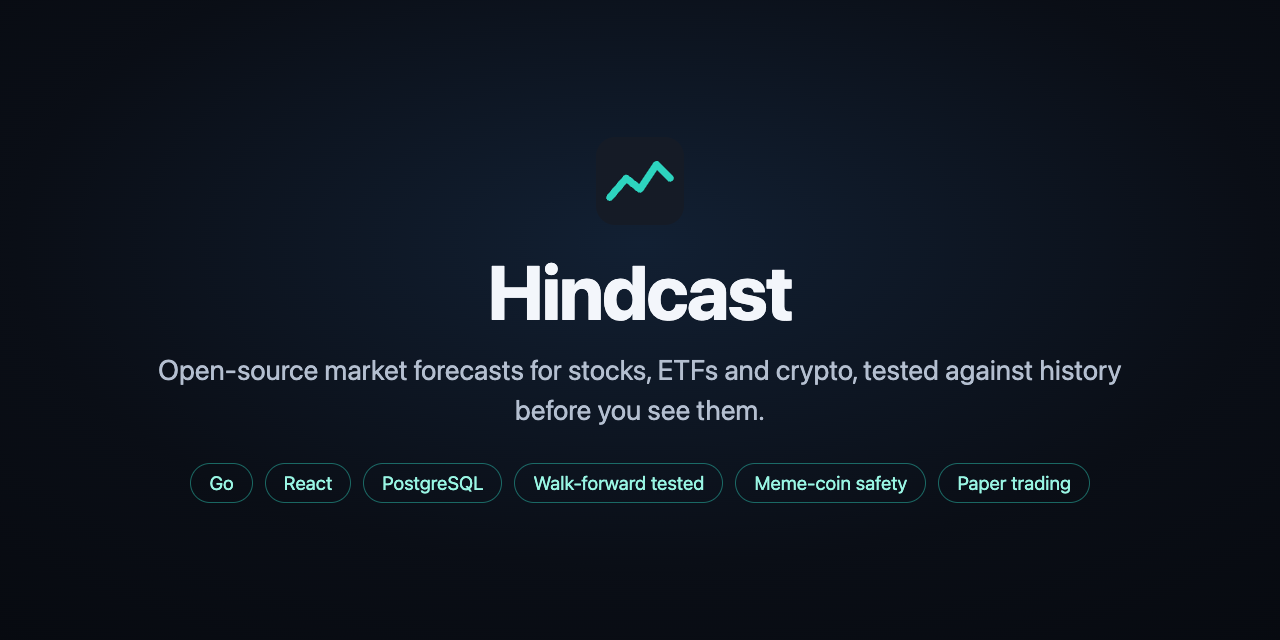 Hindcast
Open-source market forecasts for stocks, ETFs and crypto, tested against history
before you see them.
Go React PostgreSQL Walk-forward tested Meme-coin safety Paper trading